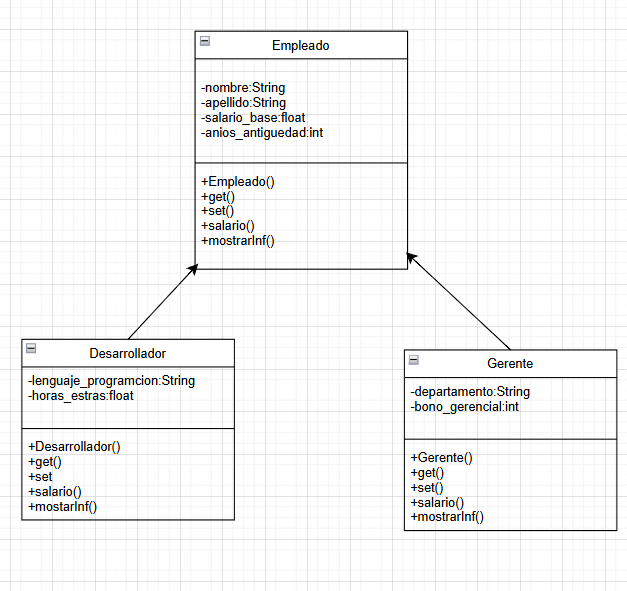 Empleado
-nombre:String
-apellido:String
-salario_base:float
-anios_antiguedad:int
+Empleado()
+get()
+set()
+salario()
+mostrarInf()
Desarrollador
-lenguaje_programcion:String
-horas_estras:float
+Desarrollador()
+get()
+set
+salario()
+mostarInf()
Gerente
-departamento:String
-bono_gerencial:int
+Gerente()
+get()
+set()
+salario()
+mostrarInf()